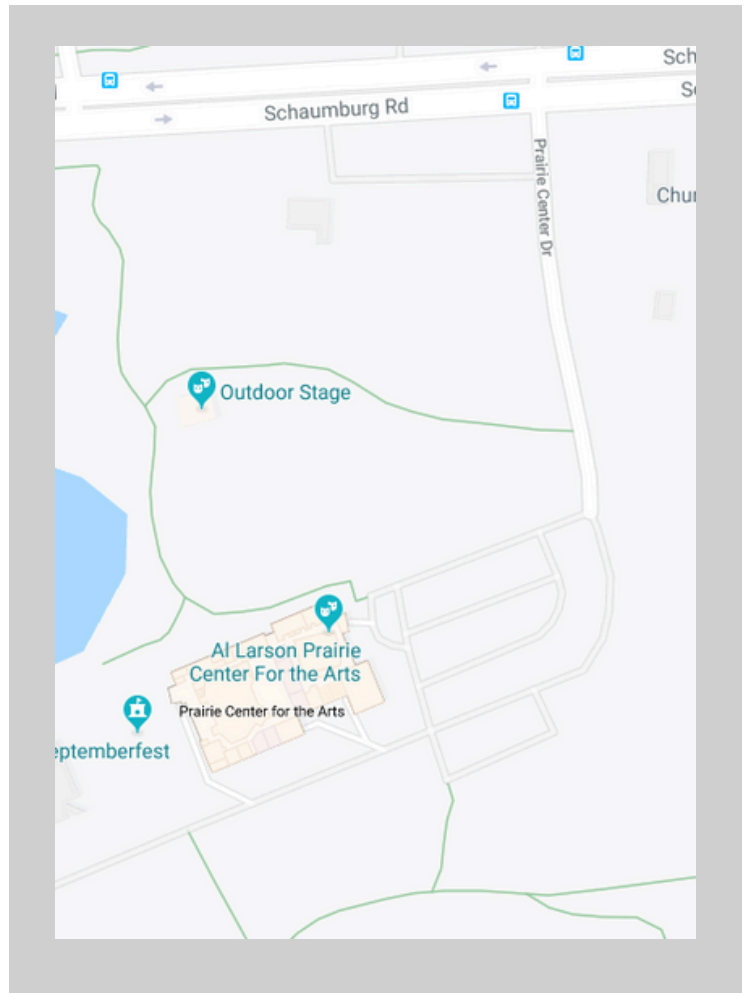 Sch
Schaumburg Rd
Prairie Center Dr
Chur
Outdoor Stage
Al Larson Prairie
Center For the Arts
Prairie Center for the Arts
eptemberfest